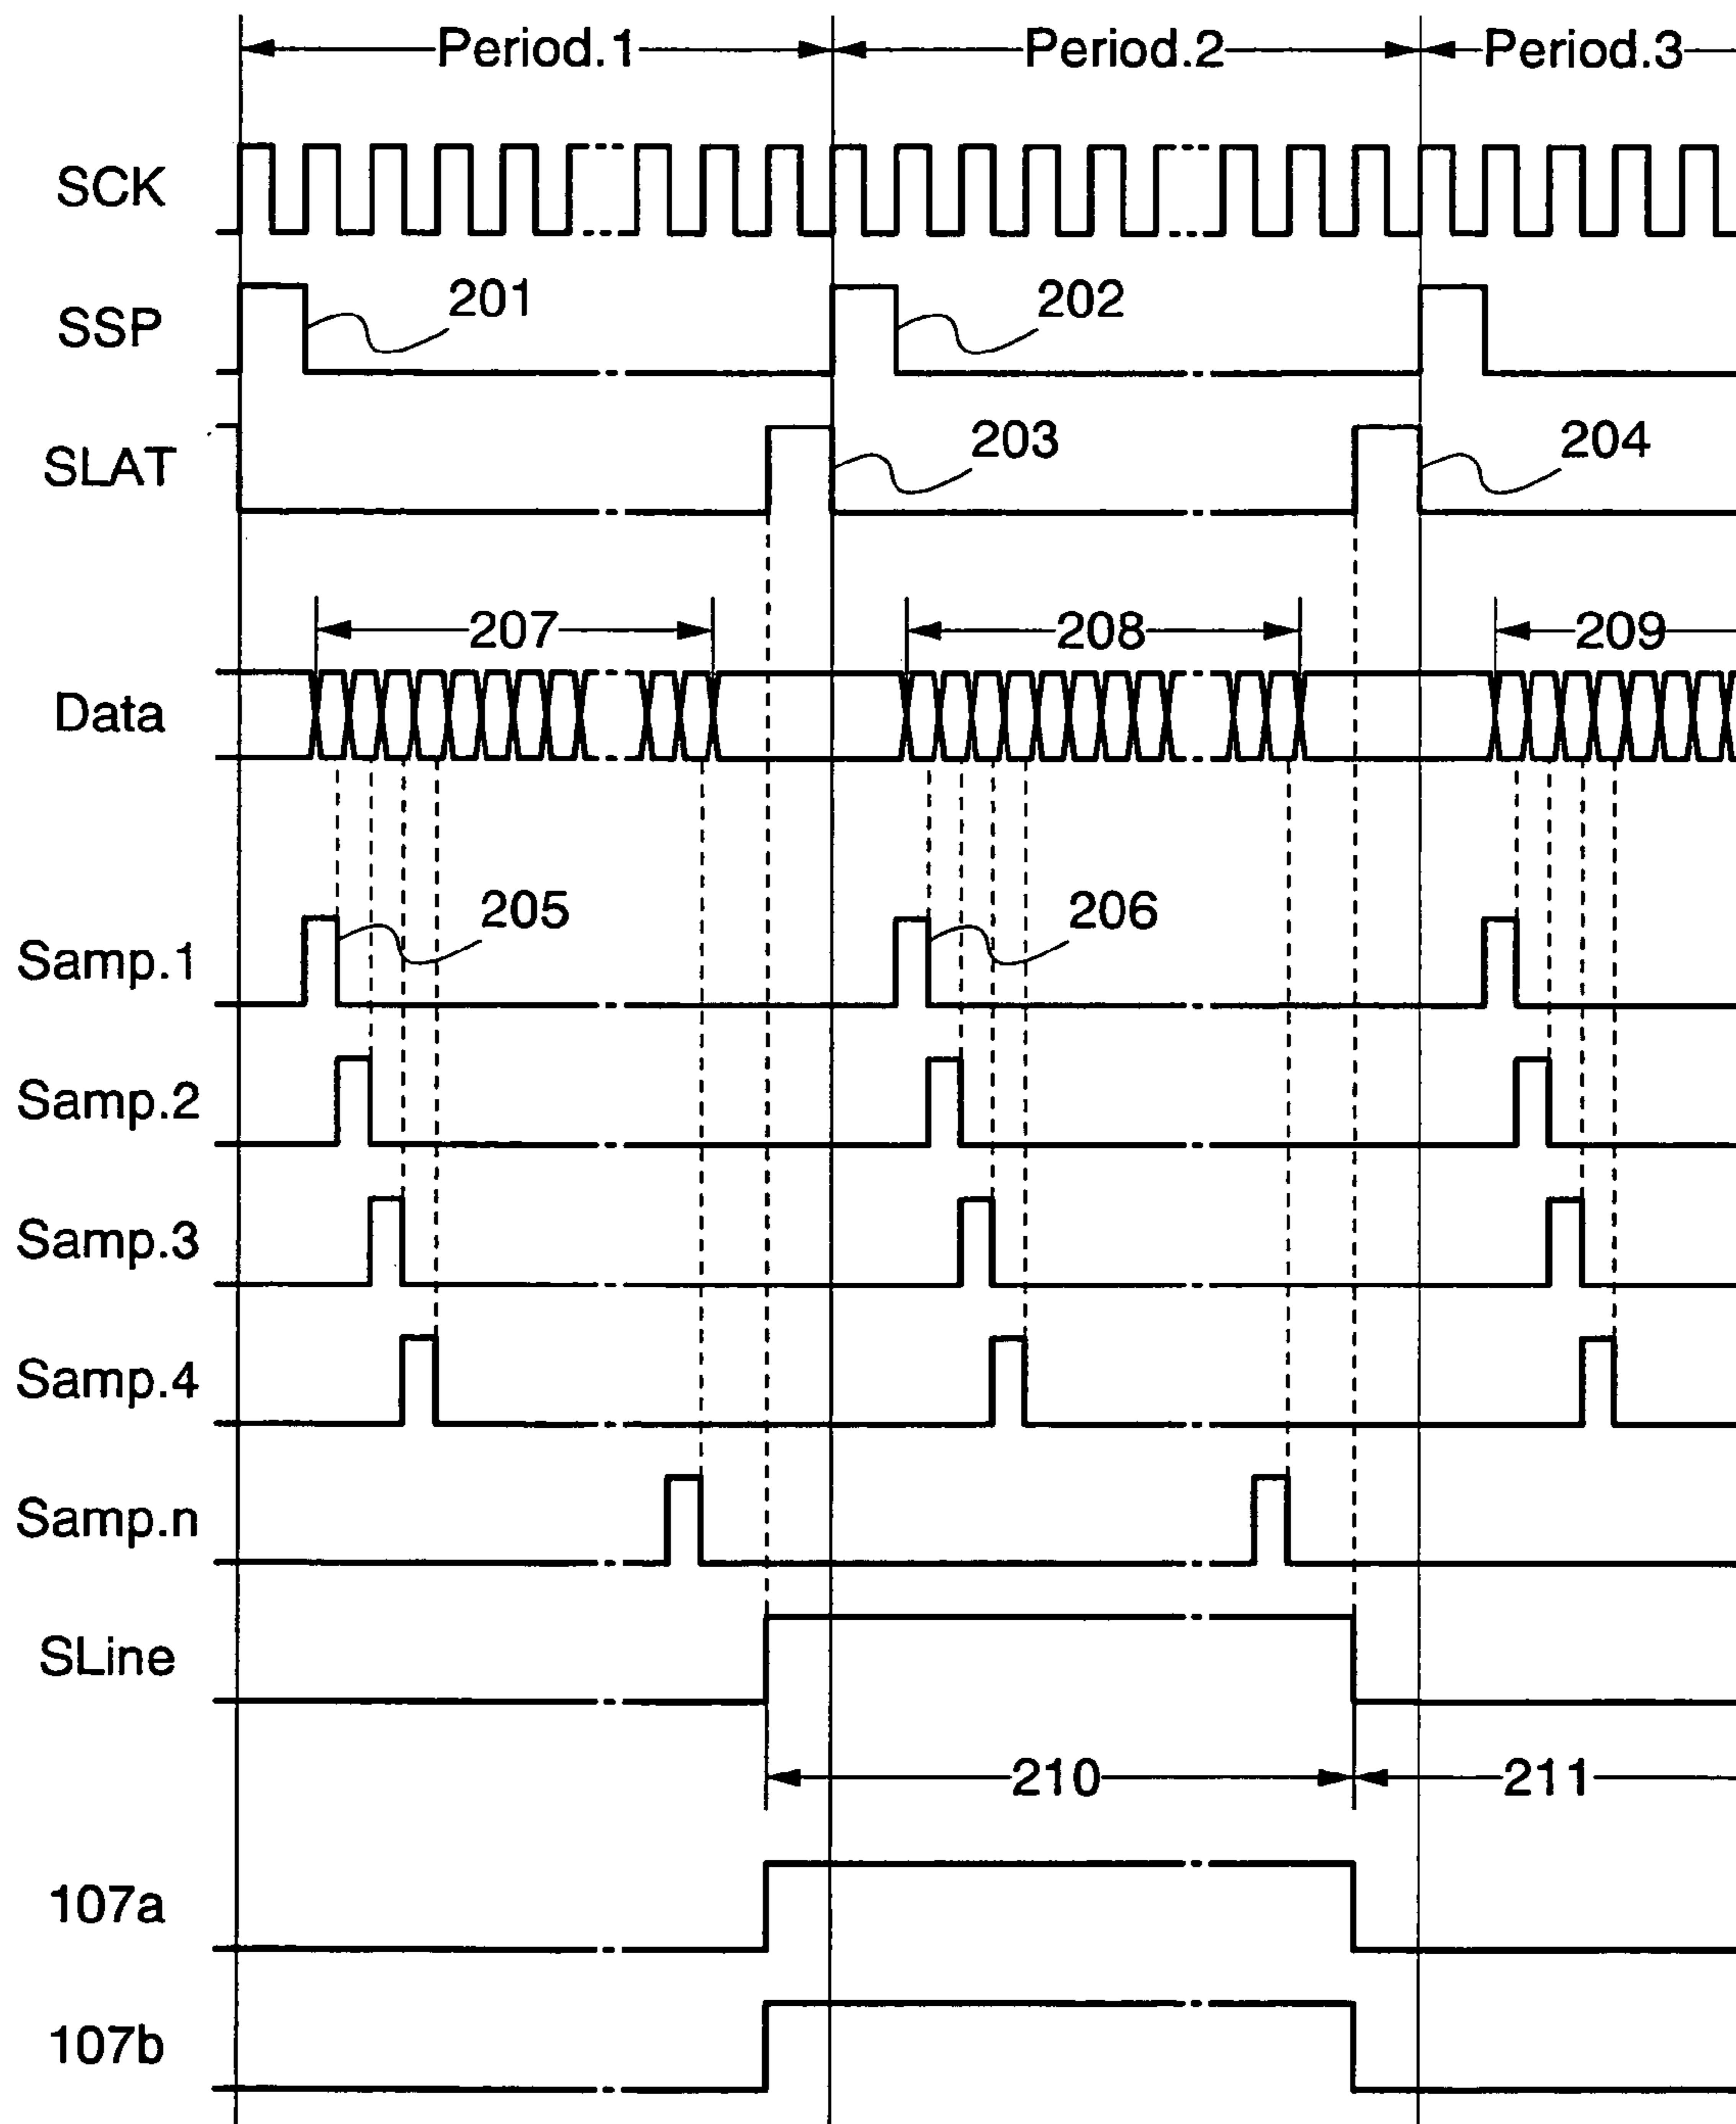 Period.1 Period.2 Period.3
SCK
SSP 201 202
SLAT 203 204
207 208 209
Data
Samp.1 205 206
Samp.2
Samp.3
Samp.4
Samp.n
SLine
210 211
107a
107b